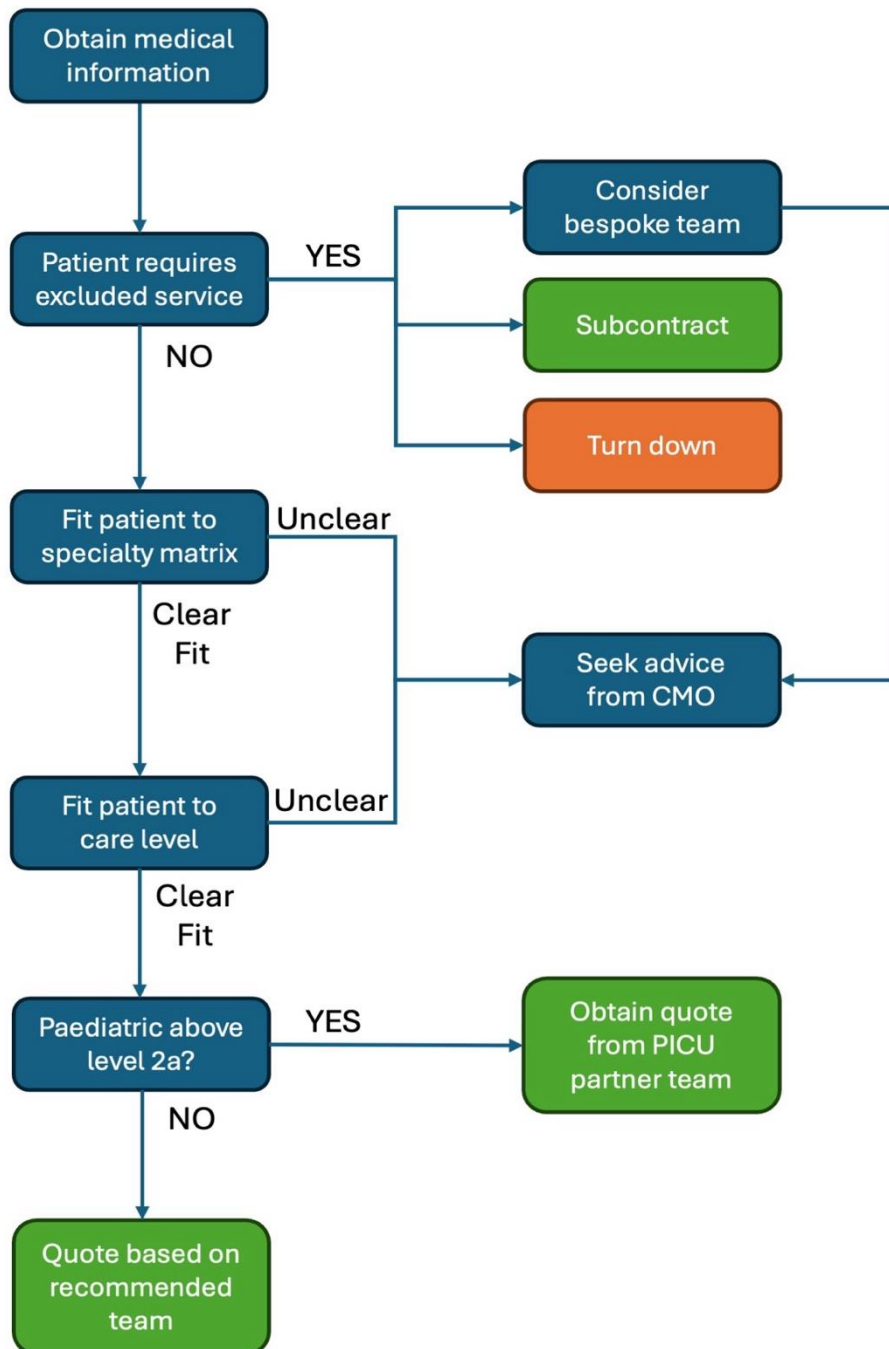 Obtain medical
information
Patient requires
excluded service
YES
Consider
bespoke team
Subcontract
Turn down
NO
Fit patient to
specialty matrix
Unclear
Clear
Fit
Seek advice
from CMO
Fit patient to
care level
Unclear
Clear
Fit
Paediatric above
level 2a?
YES
Obtain quote
from PICU
partner team
NO
Quote based on
recommended
team